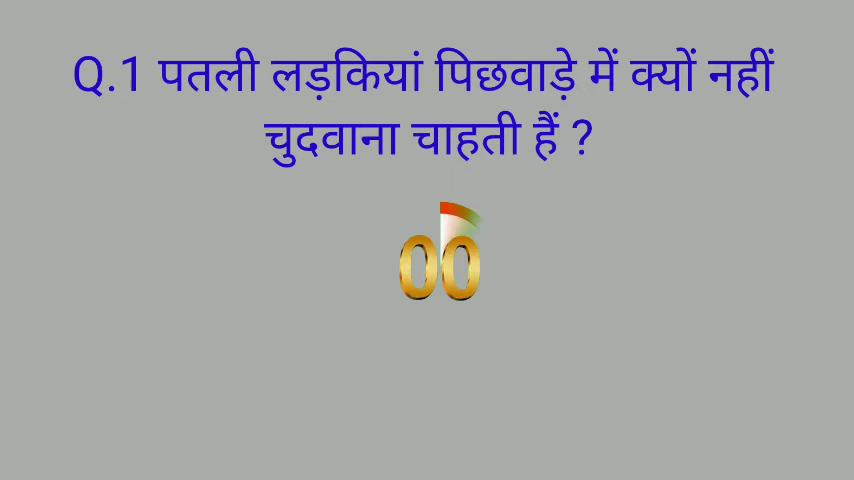 Q.1 पतली लड़कियां पिछवाड़े में क्यों नहीं
चुदवाना चाहती हैं ?
00